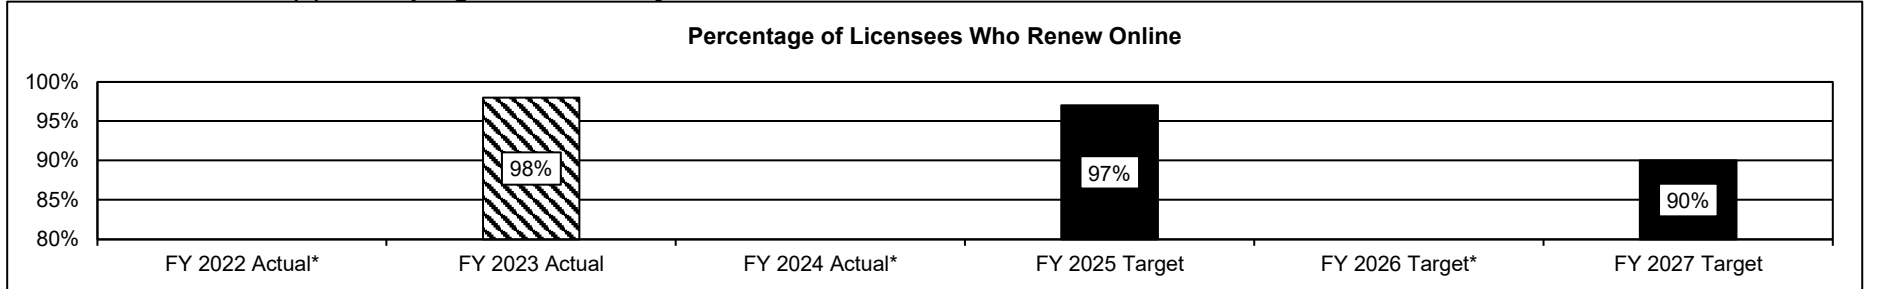 Percentage of Licensees Who Renew Online
100%
95%
90%
85%
80%
98%
97%
90%
FY 2022 Actual*
FY 2023 Actual
FY 2024 Actual*
FY 2025 Target
FY 2026 Target*
FY 2027 Target